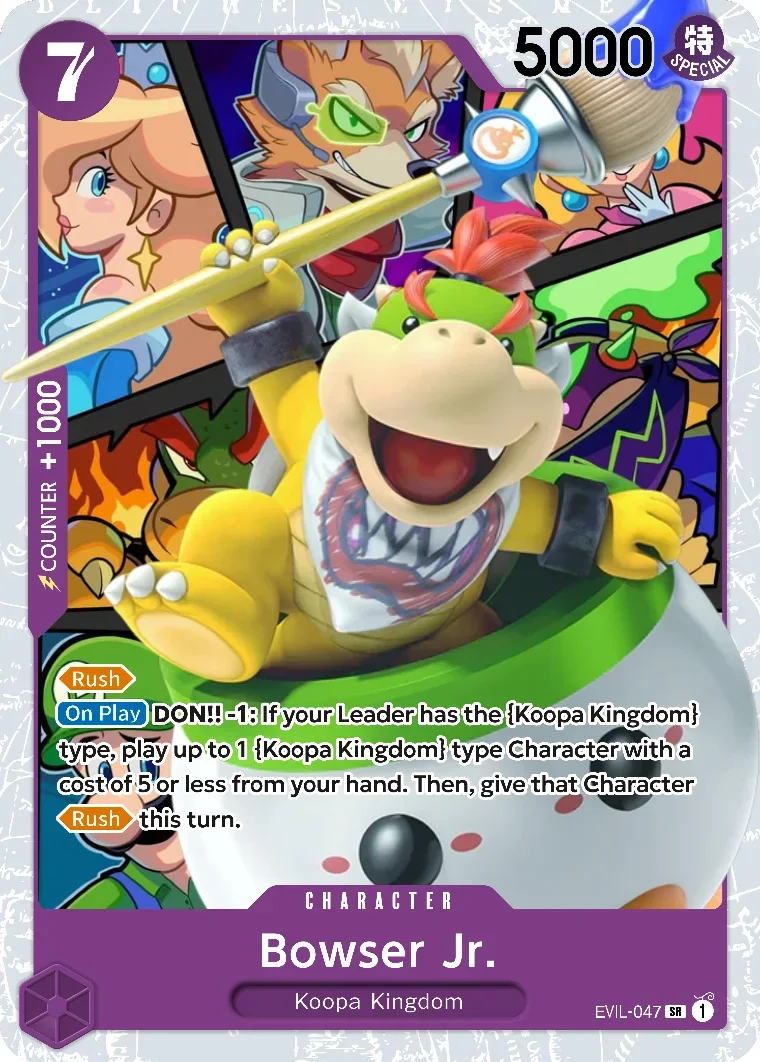 7
5000
特
SPECIAL
COUNTER +1000
Rush
On Play DON!! -1: If your Leader has the {Koopa Kingdom}
type, play up to 1 {Koopa Kingdom} type Character with a
cost of 5 or less from your hand. Then, give that Character
Rush this turn.
CHARACTER
Bowser Jr.
Koopa Kingdom
EVIL-047 SR 1